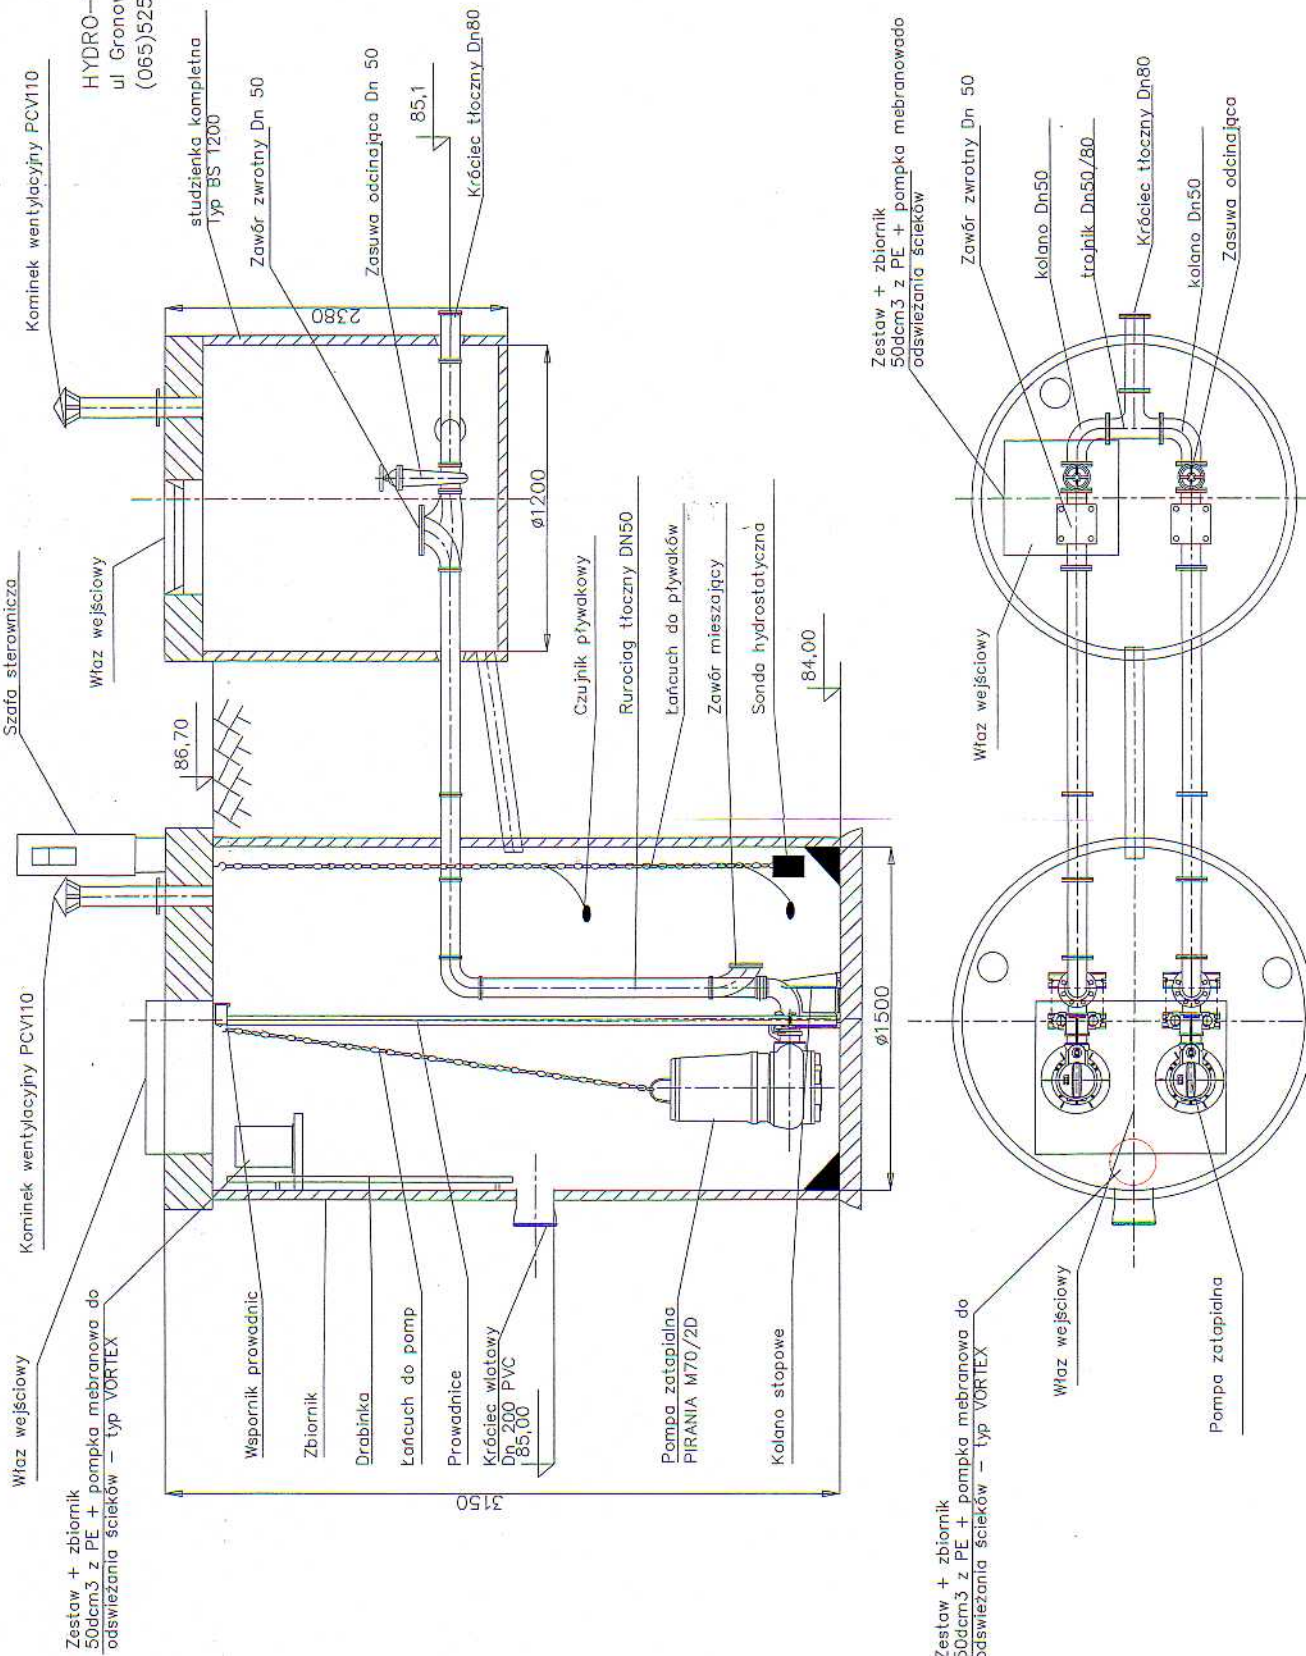 HYDRO-
ul Gronow
(065)525
Kominek wentylacyjny PCV110
studzienka kompletna
Typ BS 1200
Zawór zwrotny Dn 50
Zasuwa odcinająca Dn 50
85,1
Króciec tłoczny Dn80
2380
ø1200
Szafa sterownicza
Właz wejściowy
86,70
Czujnik pływakowy
Rurociąg tłoczny DN50
Łańcuch do pływaków
Zawór mieszający
Sonda hydrostatyczna
84,00
Kominek wentylacyjny PCV110
Właz wejściowy
Zestaw + zbiornik
50dcm3 z PE + pompka mebranowa do
odswieżania ścieków – typ VORTEX
Wspornik prowadnic
Zbiornik
Drabinka
Łańcuch do pomp
Prowadnice
Króciec wlotowy
Dn 200 PVC
85,00
Pompa zatapialna
PIRANIA M70/2D
Kolano stopowe
3150
ø1500
Zestaw + zbiornik
50dcm3 z PE + pompka mebranowado
odswieżania ścieków
Zawór zwrotny Dn 50
kolano Dn50
trojnik Dn50/80
Króciec tłoczny Dn80
kolano Dn50
Zasuwa odcinająca
Właz wejściowy
Zestaw + zbiornik
50dcm3 z PE + pompka mebranowa do
odswieżania ścieków – typ VORTEX
Właz wejściowy
Pompa zatapialna